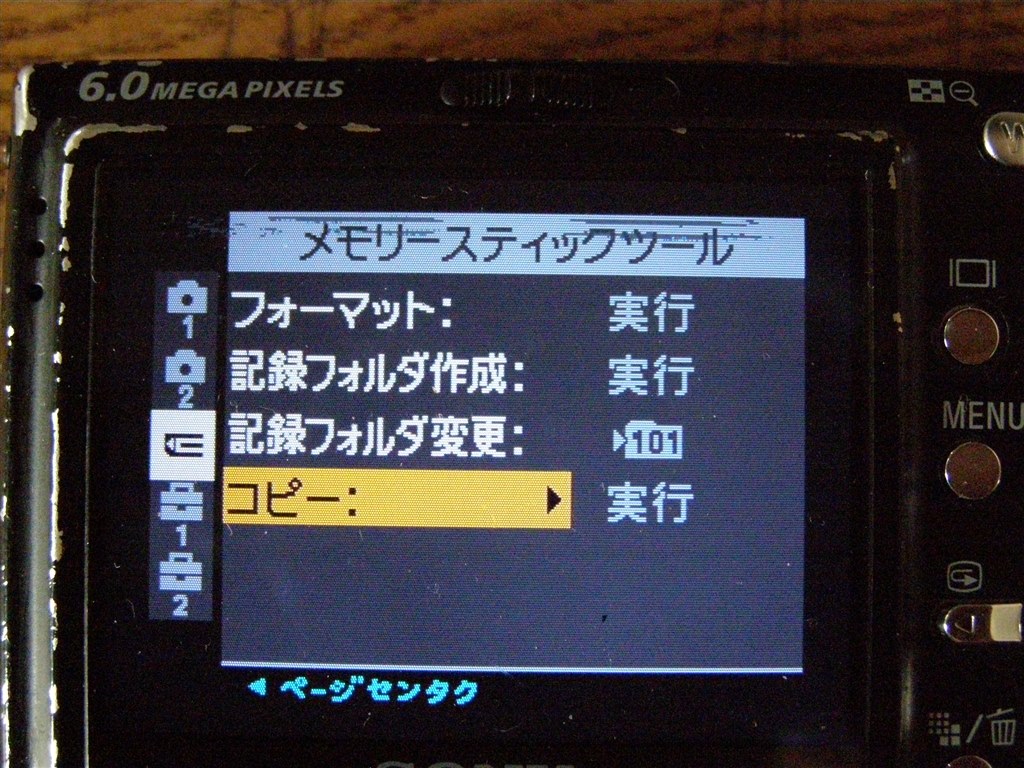 6.0 MEGA PIXELS
メモリースティックツール
1
フォーマット: 実行
2
記録フォルダ作成: 実行
記録フォルダ変更: 101
MENU
コピー: 実行
1
2
◀ ページセンタク